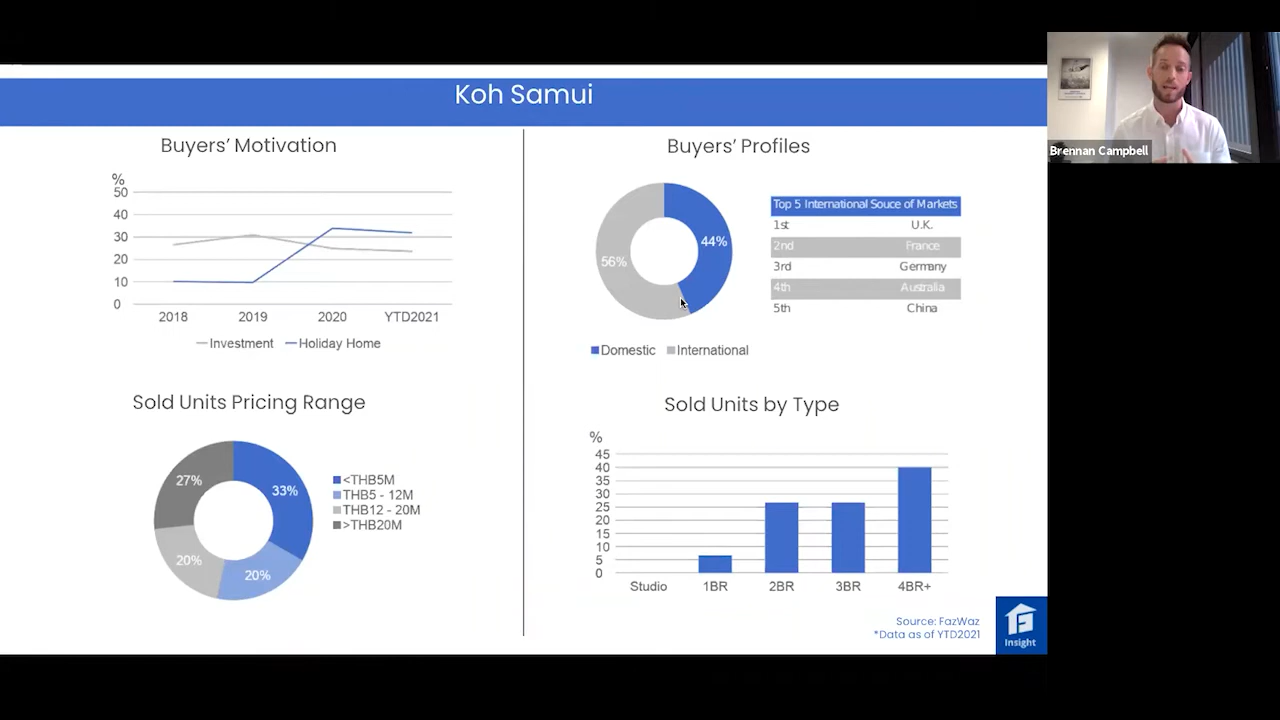 Koh Samui
Buyers' Motivation
%
50
40
30
20
10
0
2018 2019 2020 YTD2021
Investment Holiday Home
Buyers' Profiles
44%
56%
Domestic International
Top 5 International Souce of Markets
1st U.K.
2nd France
3rd Germany
4th Australia
5th China
Sold Units Pricing Range
27%
33%
20%
20%
<THB5M
THB5 - 12M
THB12 - 20M
>THB20M
Sold Units by Type
%
45
40
35
30
25
20
15
10
5
0
Studio 1BR 2BR 3BR 4BR+
Source: FazWaz
*Data as of YTD2021
Insight
Brennan Campbell